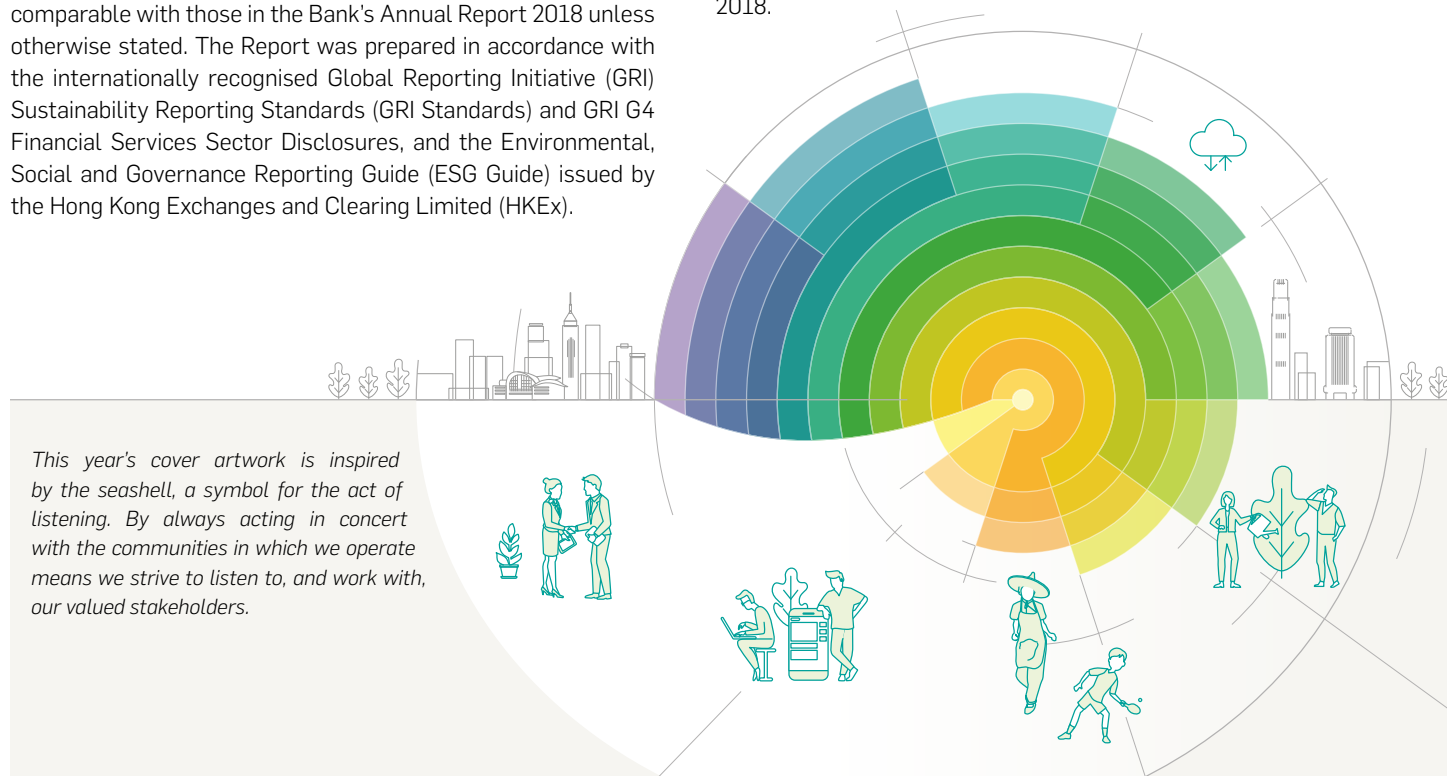 comparable with those in the Bank's Annual Report 2018 unless
otherwise stated. The Report was prepared in accordance with
the internationally recognised Global Reporting Initiative (GRI)
Sustainability Reporting Standards (GRI Standards) and GRI G4
Financial Services Sector Disclosures, and the Environmental,
Social and Governance Reporting Guide (ESG Guide) issued by
the Hong Kong Exchanges and Clearing Limited (HKEx).
2018.
This year's cover artwork is inspired
by the seashell, a symbol for the act of
listening. By always acting in concert
with the communities in which we operate
means we strive to listen to, and work with,
our valued stakeholders.